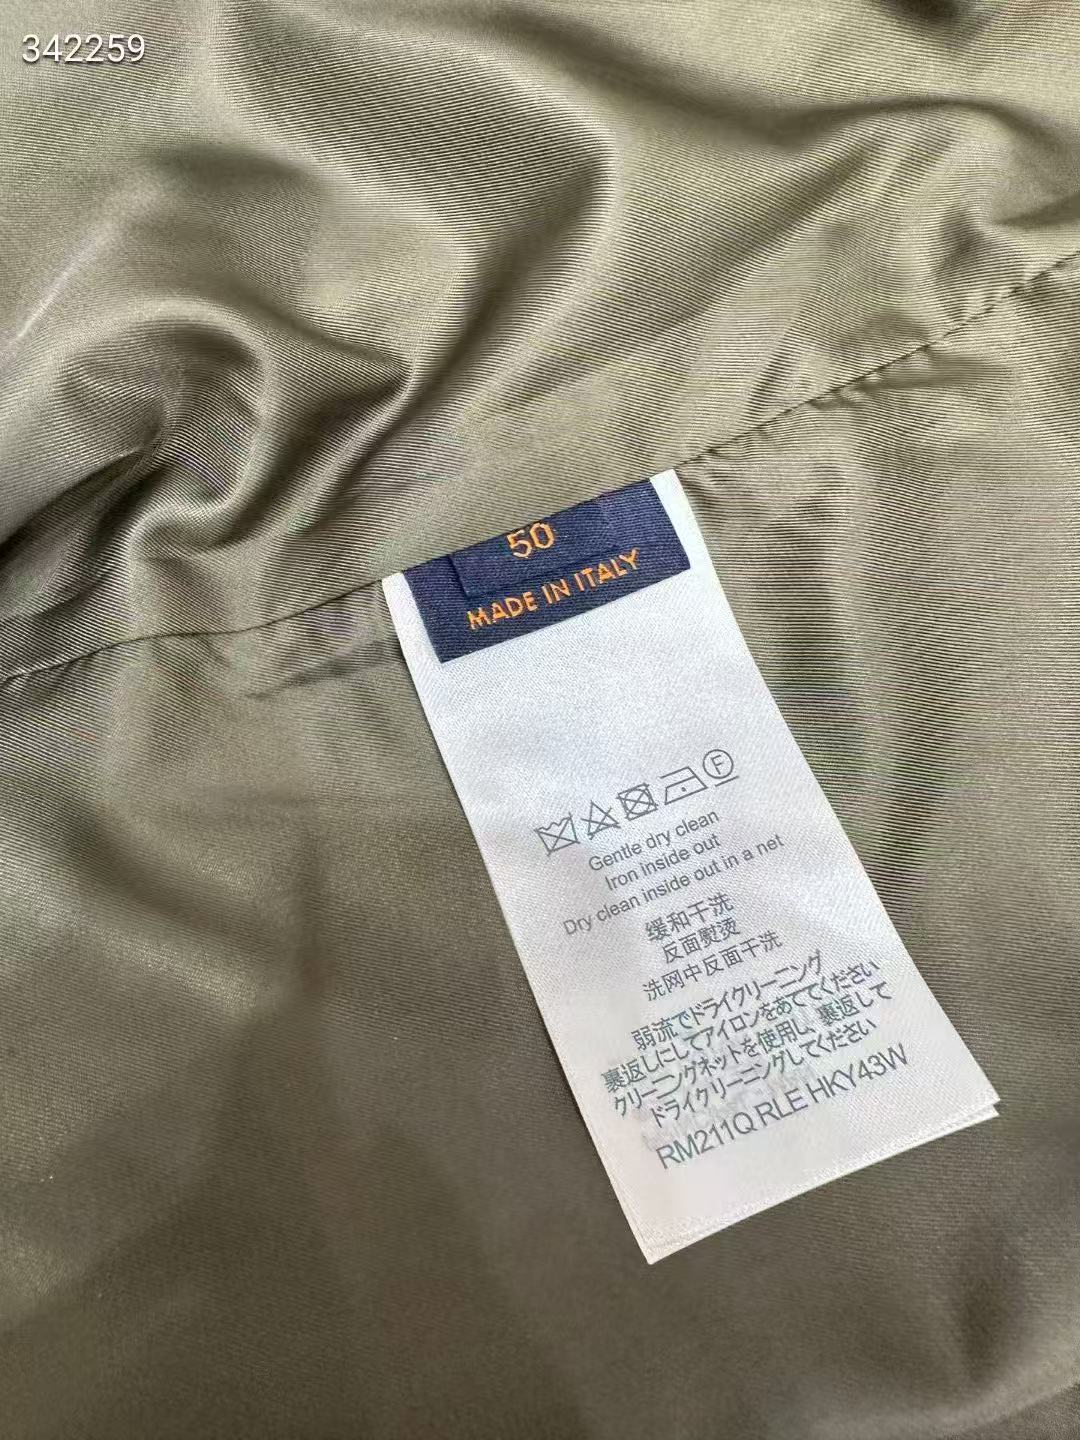 342259
50
MADE IN ITALY
F
Gentle dry clean
Iron inside out
Dry clean inside out in a net
缓和干洗
反面熨烫
洗网中反面干洗
弱流でドライクリーニング
裏返しにしてアイロンをあててください
クリーニングネットを使用し、裏返して
ドライクリーニングしてください
RM211Q RLE HKY43W